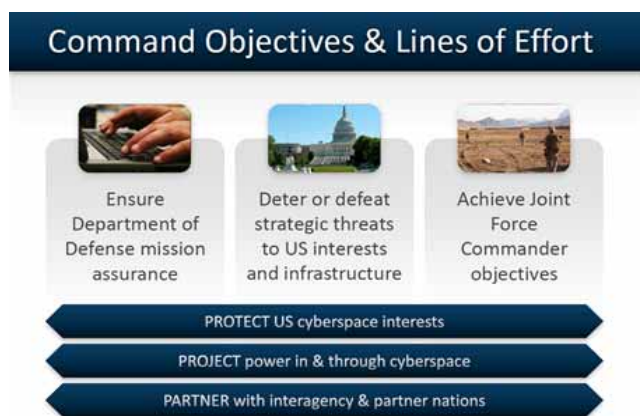 Command Objectives & Lines of Effort
Ensure
Department of
Defense mission
assurance
Deter or defeat
strategic threats
to US interests
and infrastructure
Achieve Joint
Force
Commander
objectives
PROTECT US cyberspace interests
PROJECT power in & through cyberspace
PARTNER with interagency & partner nations